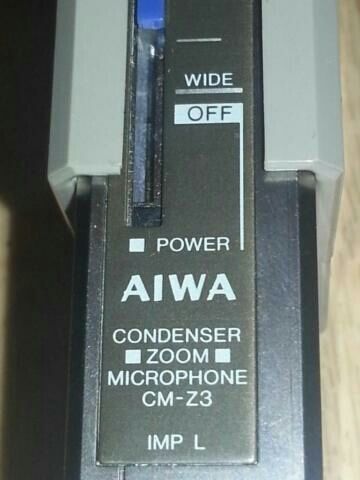 WIDE
OFF
POWER
AIWA
CONDENSER
ZOOM
MICROPHONE
CM-Z3
IMP L